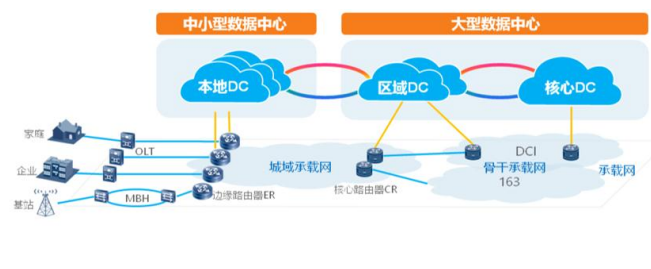 中小型数据中心
大型数据中心
本地DC
区域DC
核心DC
家庭
OLT
企业
基站
MBH
边缘路由器ER
城域承载网
核心路由器CR
DCI
骨干承载网
163
承载网